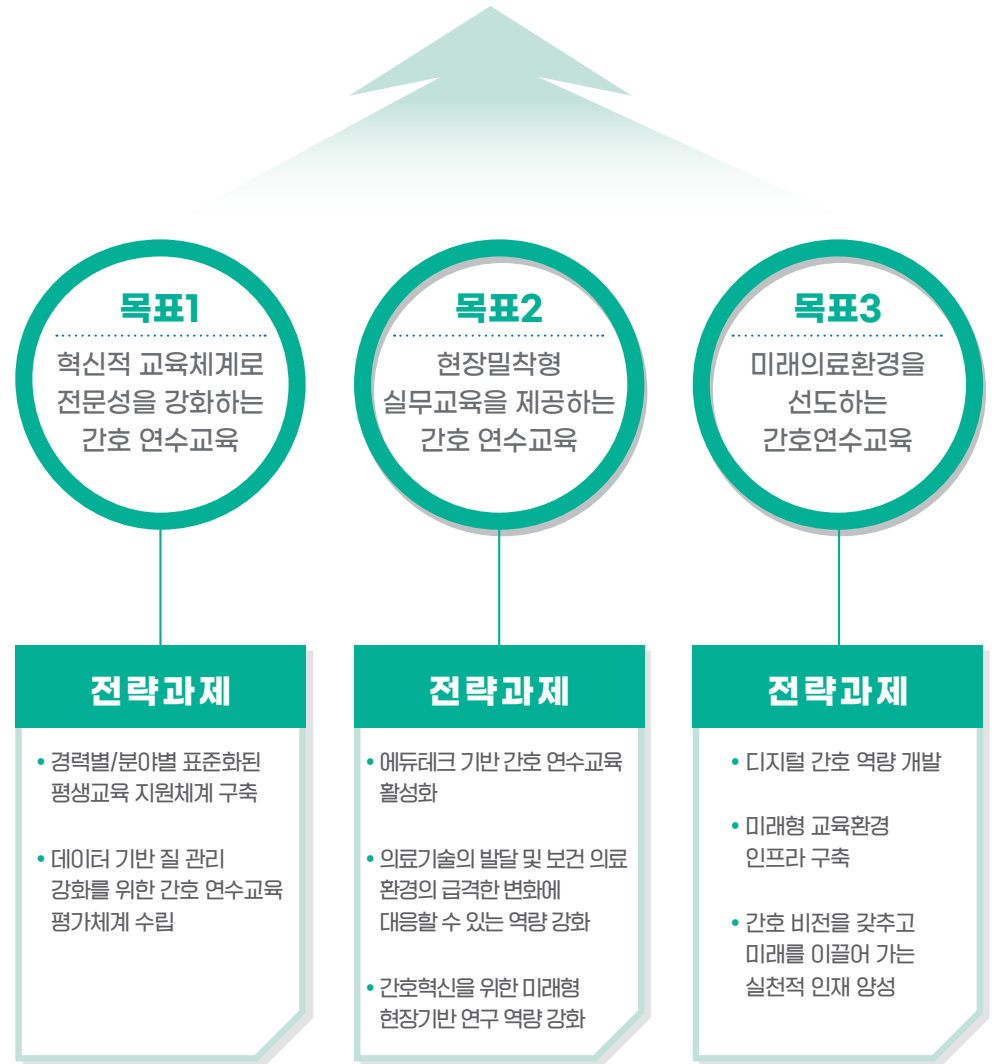 목표1
혁신적 교육체계로
전문성을 강화하는
간호 연수교육
목표2
현장밀착형
실무교육을 제공하는
간호 연수교육
목표3
미래의료환경을
선도하는
간호연수교육
전략과제
• 경력별/분야별 표준화된
평생교육 지원체계 구축
• 데이터 기반 질 관리
강화를 위한 간호 연수교육
평가체계 수립
전략과제
• 에듀테크 기반 간호 연수교육
활성화
• 의료기술의 발달 및 보건 의료
환경의 급격한 변화에
대응할 수 있는 역량 강화
• 간호혁신을 위한 미래형
현장기반 연구 역량 강화
전략과제
• 디지털 간호 역량 개발
• 미래형 교육환경
인프라 구축
• 간호 비전을 갖추고
미래를 이끌어 가는
실천적 인재 양성